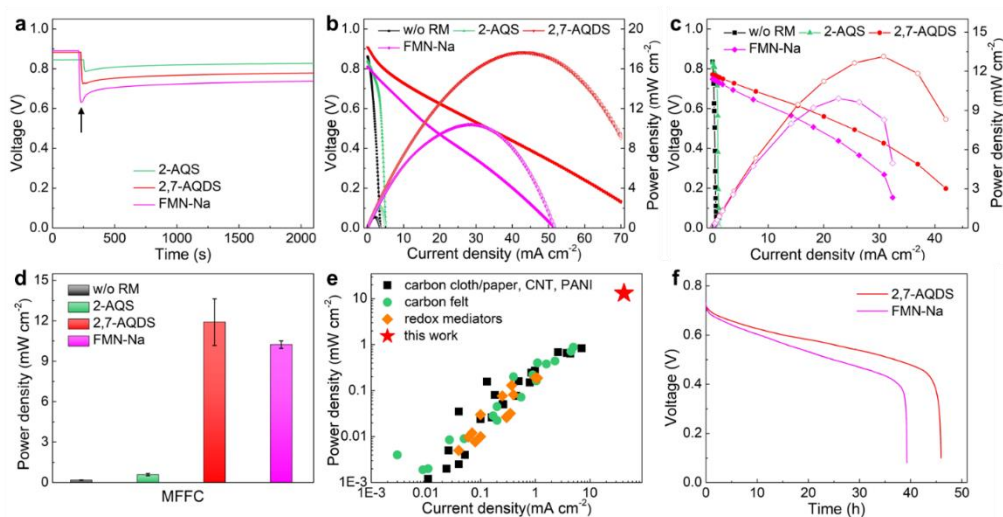 a
Voltage (V)
1.0
0.8
0.6
0.4
0.2
0.0
2-AQS
2,7-AQDS
FMN-Na
0 500 1000 1500 2000
Time (s)
b
Voltage (V)
1.0
0.8
0.6
0.4
0.2
0.0
w/o RM 2-AQS 2,7-AQDS
FMN-Na
20
16
12
8
4
0
Power density (mW cm-2)
0 10 20 30 40 50 60 70
Current density (mA cm-2)
c
Voltage (V)
1.0
0.8
0.6
0.4
0.2
0.0
w/o RM 2-AQS 2,7-AQDS
FMN-Na
15
12
9
6
3
0
Power density (mW cm-2)
0 10 20 30 40
Current density (mA cm-2)
d
Power density (mW cm-2)
15
12
9
6
3
0
w/o RM
2-AQS
2,7-AQDS
FMN-Na
MFFC
e
Power density (mW cm-2)
10
1
0.1
0.01
1E-3
carbon cloth/paper, CNT, PANI
carbon felt
redox mediators
this work
1E-3 0.01 0.1 1 10
Current density(mA cm-2)
f
Voltage (V)
1.0
0.8
0.6
0.4
0.2
0.0
2,7-AQDS
FMN-Na
0 10 20 30 40 50
Time (h)